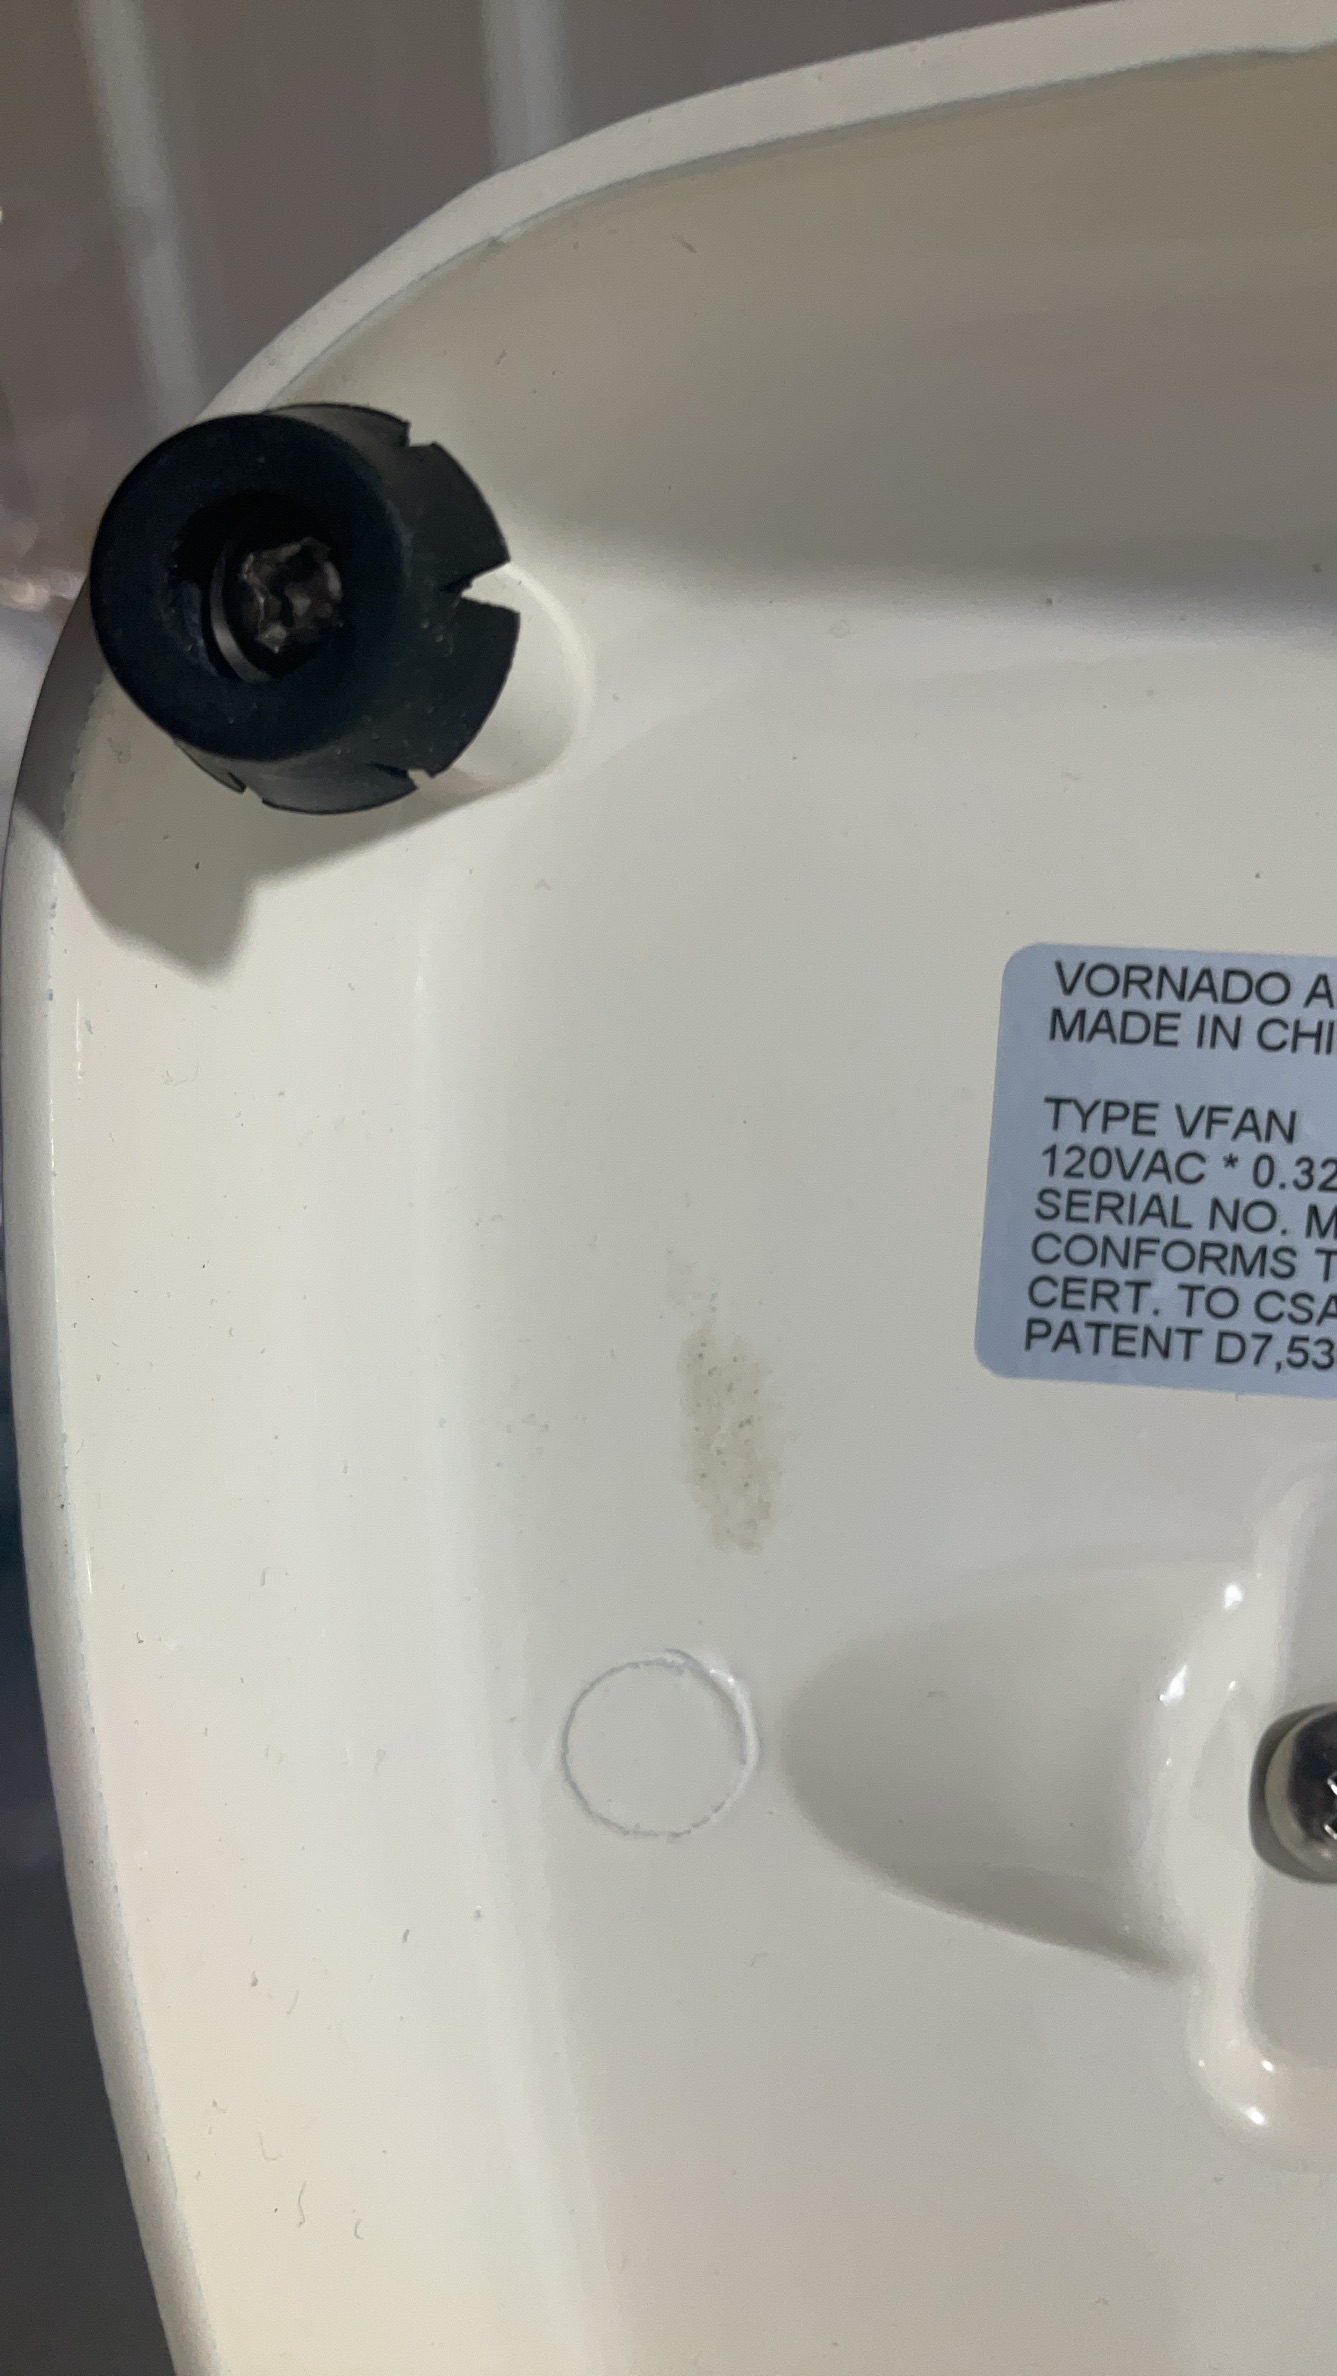 VORNADO A
MADE IN CHI
TYPE VFAN
120VAC * 0.32
SERIAL NO. M
CONFORMS T
CERT. TO CSA
PATENT D7,53